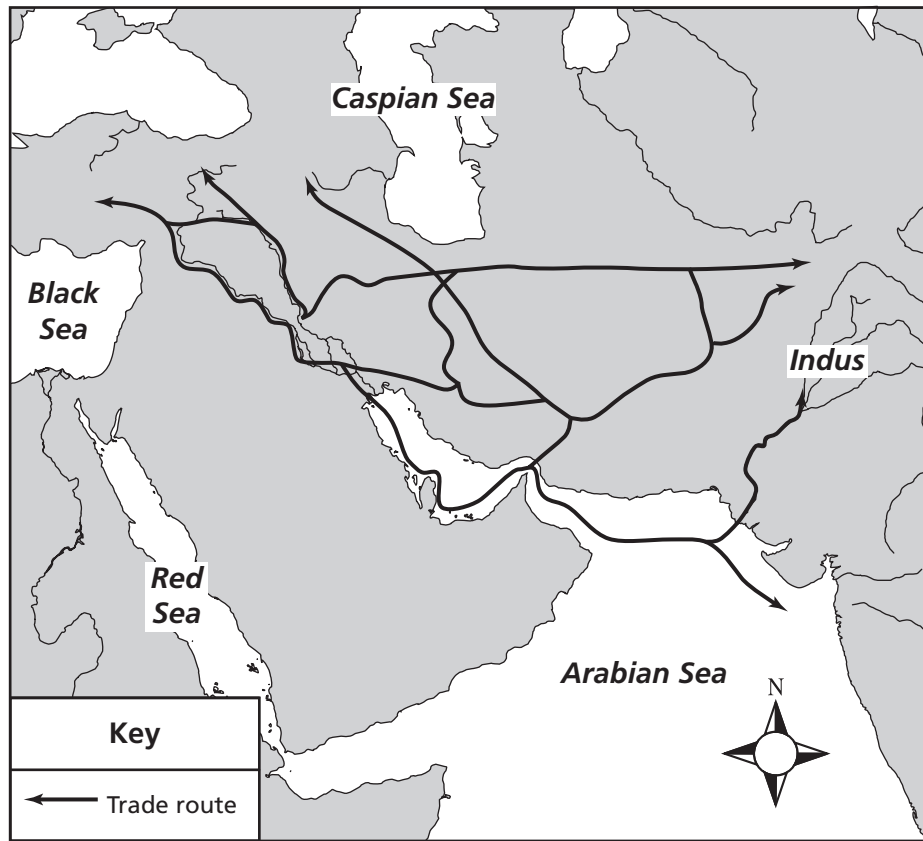 Caspian Sea
Black
Sea
Indus
Red
Sea
Arabian Sea
N
Key
Trade route